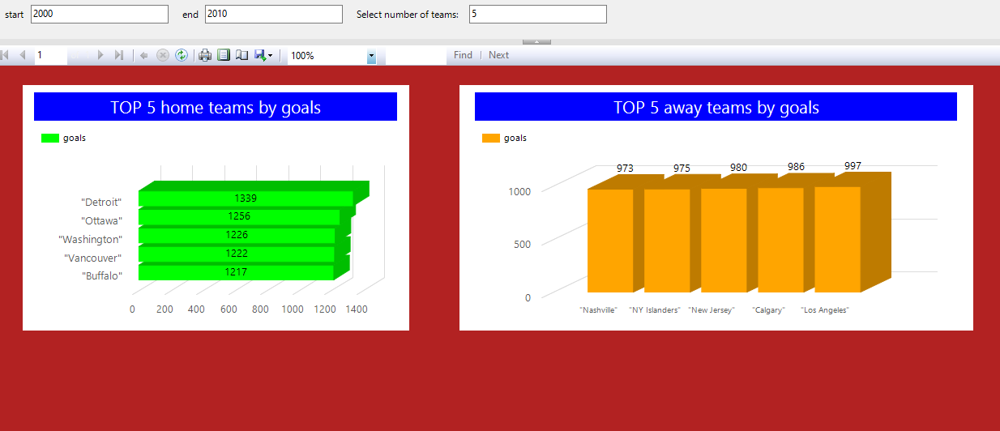 start 2000 end 2010 Select number of teams: 5
1 100% Find | Next
TOP 5 home teams by goals
goals
"Detroit" 1339
"Ottawa" 1256
"Washington" 1226
"Vancouver" 1222
"Buffalo" 1217
0 200 400 600 800 1000 1200 1400
TOP 5 away teams by goals
goals
973 975 980 986 997
1000
500
0
"Nashville" "NY Islanders" "New Jersey" "Calgary" "Los Angeles"